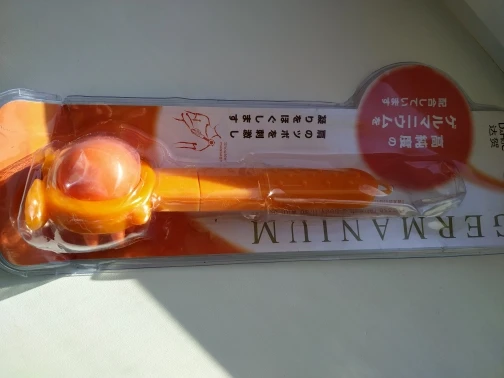 高純度の
ゲルマニウムを
配合しています
肩のツボを刺激し
凝りをほぐします
GERMANIUM